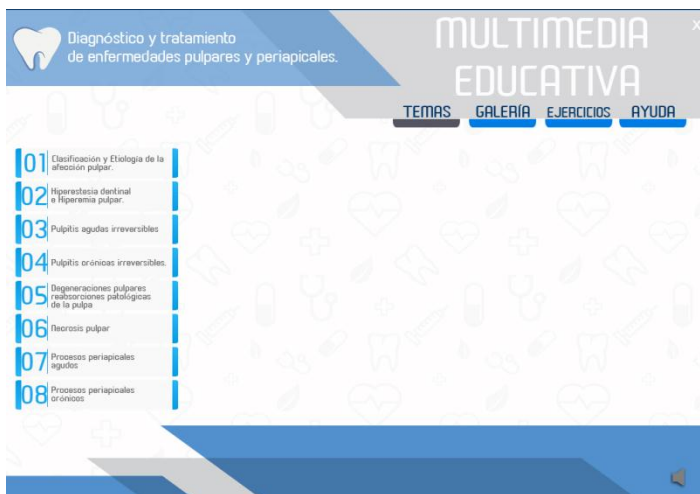 Diagnóstico y tratamiento
de enfermedades pulpares y periapicales.
MULTIMEDIA
EDUCATIVA
X
TEMAS GALERÍA EJERCICIOS AYUDA
01 Clasificación y Etiología de la
afección pulpar.
02 Hiperestesia dentinal
e Hiperemia pulpar.
03 Pulpitis agudas irreversibles
04 Pulpitis crónicas irreversibles.
05 Degeneraciones pulpares
reabsorciones patológicas
de la pulpa
06 Necrosis pulpar
07 Procesos periapicales
agudos
08 Procesos periapicales
crónicos